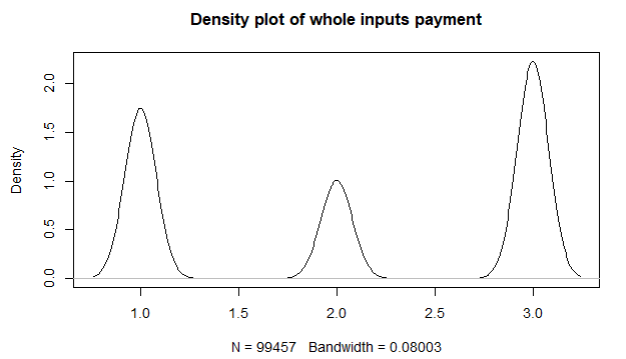 Density plot of whole inputs payment
Density
2.0
1.5
1.0
0.5
0.0
1.0 1.5 2.0 2.5 3.0
N = 99457 Bandwidth = 0.08003